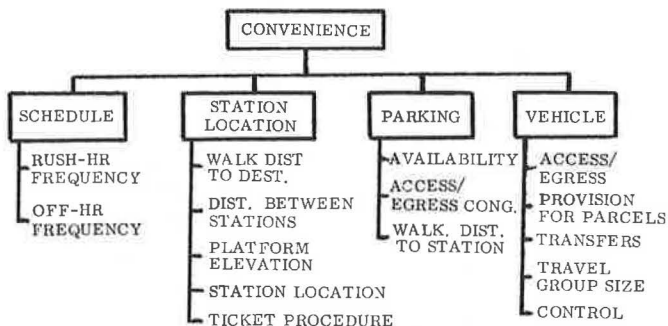 CONVENIENCE
SCHEDULE
RUSH-HR
FREQUENCY
OFF-HR
FREQUENCY
STATION
LOCATION
WALK DIST
TO DEST.
DIST. BETWEEN
STATIONS
PLATFORM
ELEVATION
STATION LOCATION
TICKET PROCEDURE
PARKING
AVAILABILITY
ACCESS/
EGRESS CONG.
WALK. DIST.
TO STATION
VEHICLE
ACCESS/
EGRESS
PROVISION
FOR PARCELS
TRANSFERS
TRAVEL
GROUP SIZE
CONTROL